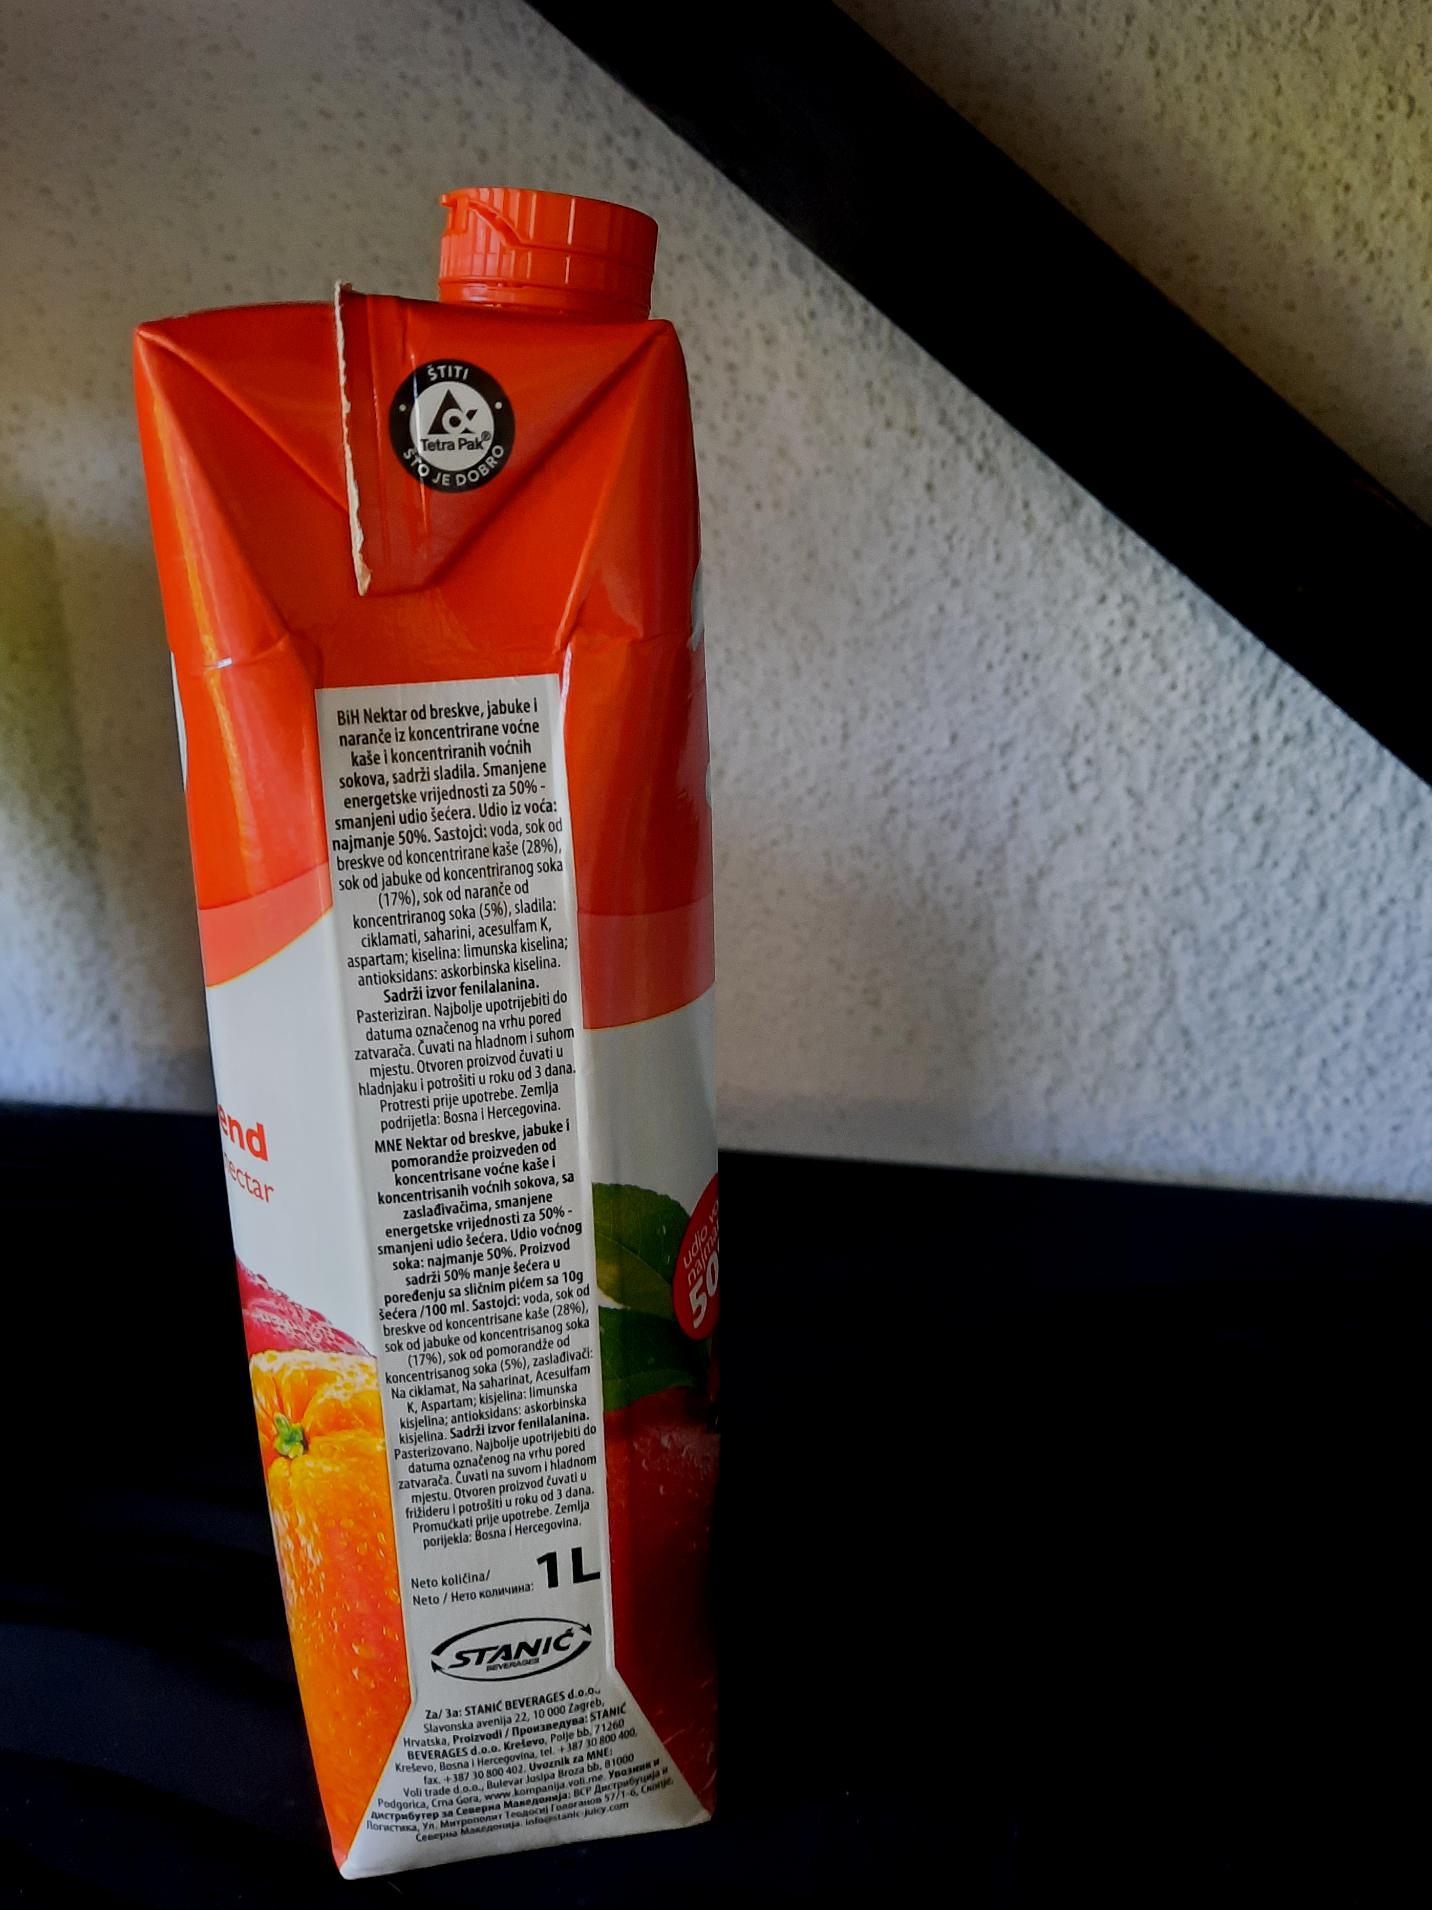 ŠTITI
Tetra Pak®
ŠTO JE DOBRO
BiH Nektar od breskve, jabuke i
naranče iz koncentrirane voćne
kaše i koncentriranih voćnih
sokova, sadrži sladila. Smanjene
energetske vrijednosti za 50% -
smanjeni udio šećera. Udio iz voća:
najmanje 50%. Sastojci: voda, sok od
breskve od koncentrirane kaše (28%),
sok od jabuke od koncentriranog soka
(17%), sok od naranče od
koncentriranog soka (5%), sladila:
ciklamati, saharini, acesulfam K,
aspartam; kiselina: limunska kiselina;
antioksidans: askorbinska kiselina.
Sadrži izvor fenilalanina.
Pasteriziran. Najbolje upotrijebiti do
datuma označenog na vrhu pored
zatvarača. Čuvati na hladnom i suhom
mjestu. Otvoren proizvod čuvati u
hladnjaku i potrošiti u roku od 3 dana.
Protresti prije upotrebe. Zemlja
podrijetla: Bosna i Hercegovina.
MNE Nektar od breskve, jabuke i
pomorandže proizveden od
koncentrisane voćne kaše i
koncentrisanih voćnih sokova, sa
zaslađivačima, smanjene
energetske vrijednosti za 50% -
smanjeni udio šećera. Udio voćnog
soka: najmanje 50%. Proizvod
sadrži 50% manje šećera u
poređenju sa sličnim pićem sa 10g
šećera /100 ml. Sastojci: voda, sok od
breskve od koncentrisane kaše (28%),
sok od jabuke od koncentrisanog soka
(17%), sok od pomorandže od
koncentrisanog soka (5%), zaslađivači:
Na ciklamat, Na saharinat, Acesulfam
K, Aspartam; kisjelina: limunska
kisjelina; antioksidans: askorbinska
kisjelina. Sadrži izvor fenilalanina.
Pasterizovano. Najbolje upotrijebiti do
datuma označenog na vrhu pored
zatvarača. Čuvati na suvom i hladnom
mjestu. Otvoren proizvod čuvati u
frižideru i potrošiti u roku od 3 dana.
Promućkati prije upotrebe. Zemlja
porijekla: Bosna i Hercegovina.
Neto količina/
Neto / Нето количина: 1L
STANIĆ
BEVERAGES
Za/ За: STANIĆ BEVERAGES d.o.o.,
Slavonska avenija 22, 10 000 Zagreb,
Hrvatska, Proizvodi / Произведува: STANIĆ
BEVERAGES d.o.o. Kreševo, Polje bb, 71260
Kreševo, Bosna i Hercegovina, tel. +387 30 800 400,
fax. +387 30 800 402. Uvoznik za MNE:
Voli trade d.o.o., Bulevar Josipa Broza bb, 81000
Podgorica, Crna Gora, www.kompanija.voli.me. Увозник и
дистрибутер за Северна Македонија: ВСР Дистрибуција и
Логистика, Ул. Митрополит Теодосиј Гологанов 57/1-6, Скопје,
Северна Македонија. info@stanic-juicy.com
end
nectar
udio vo
najma
50